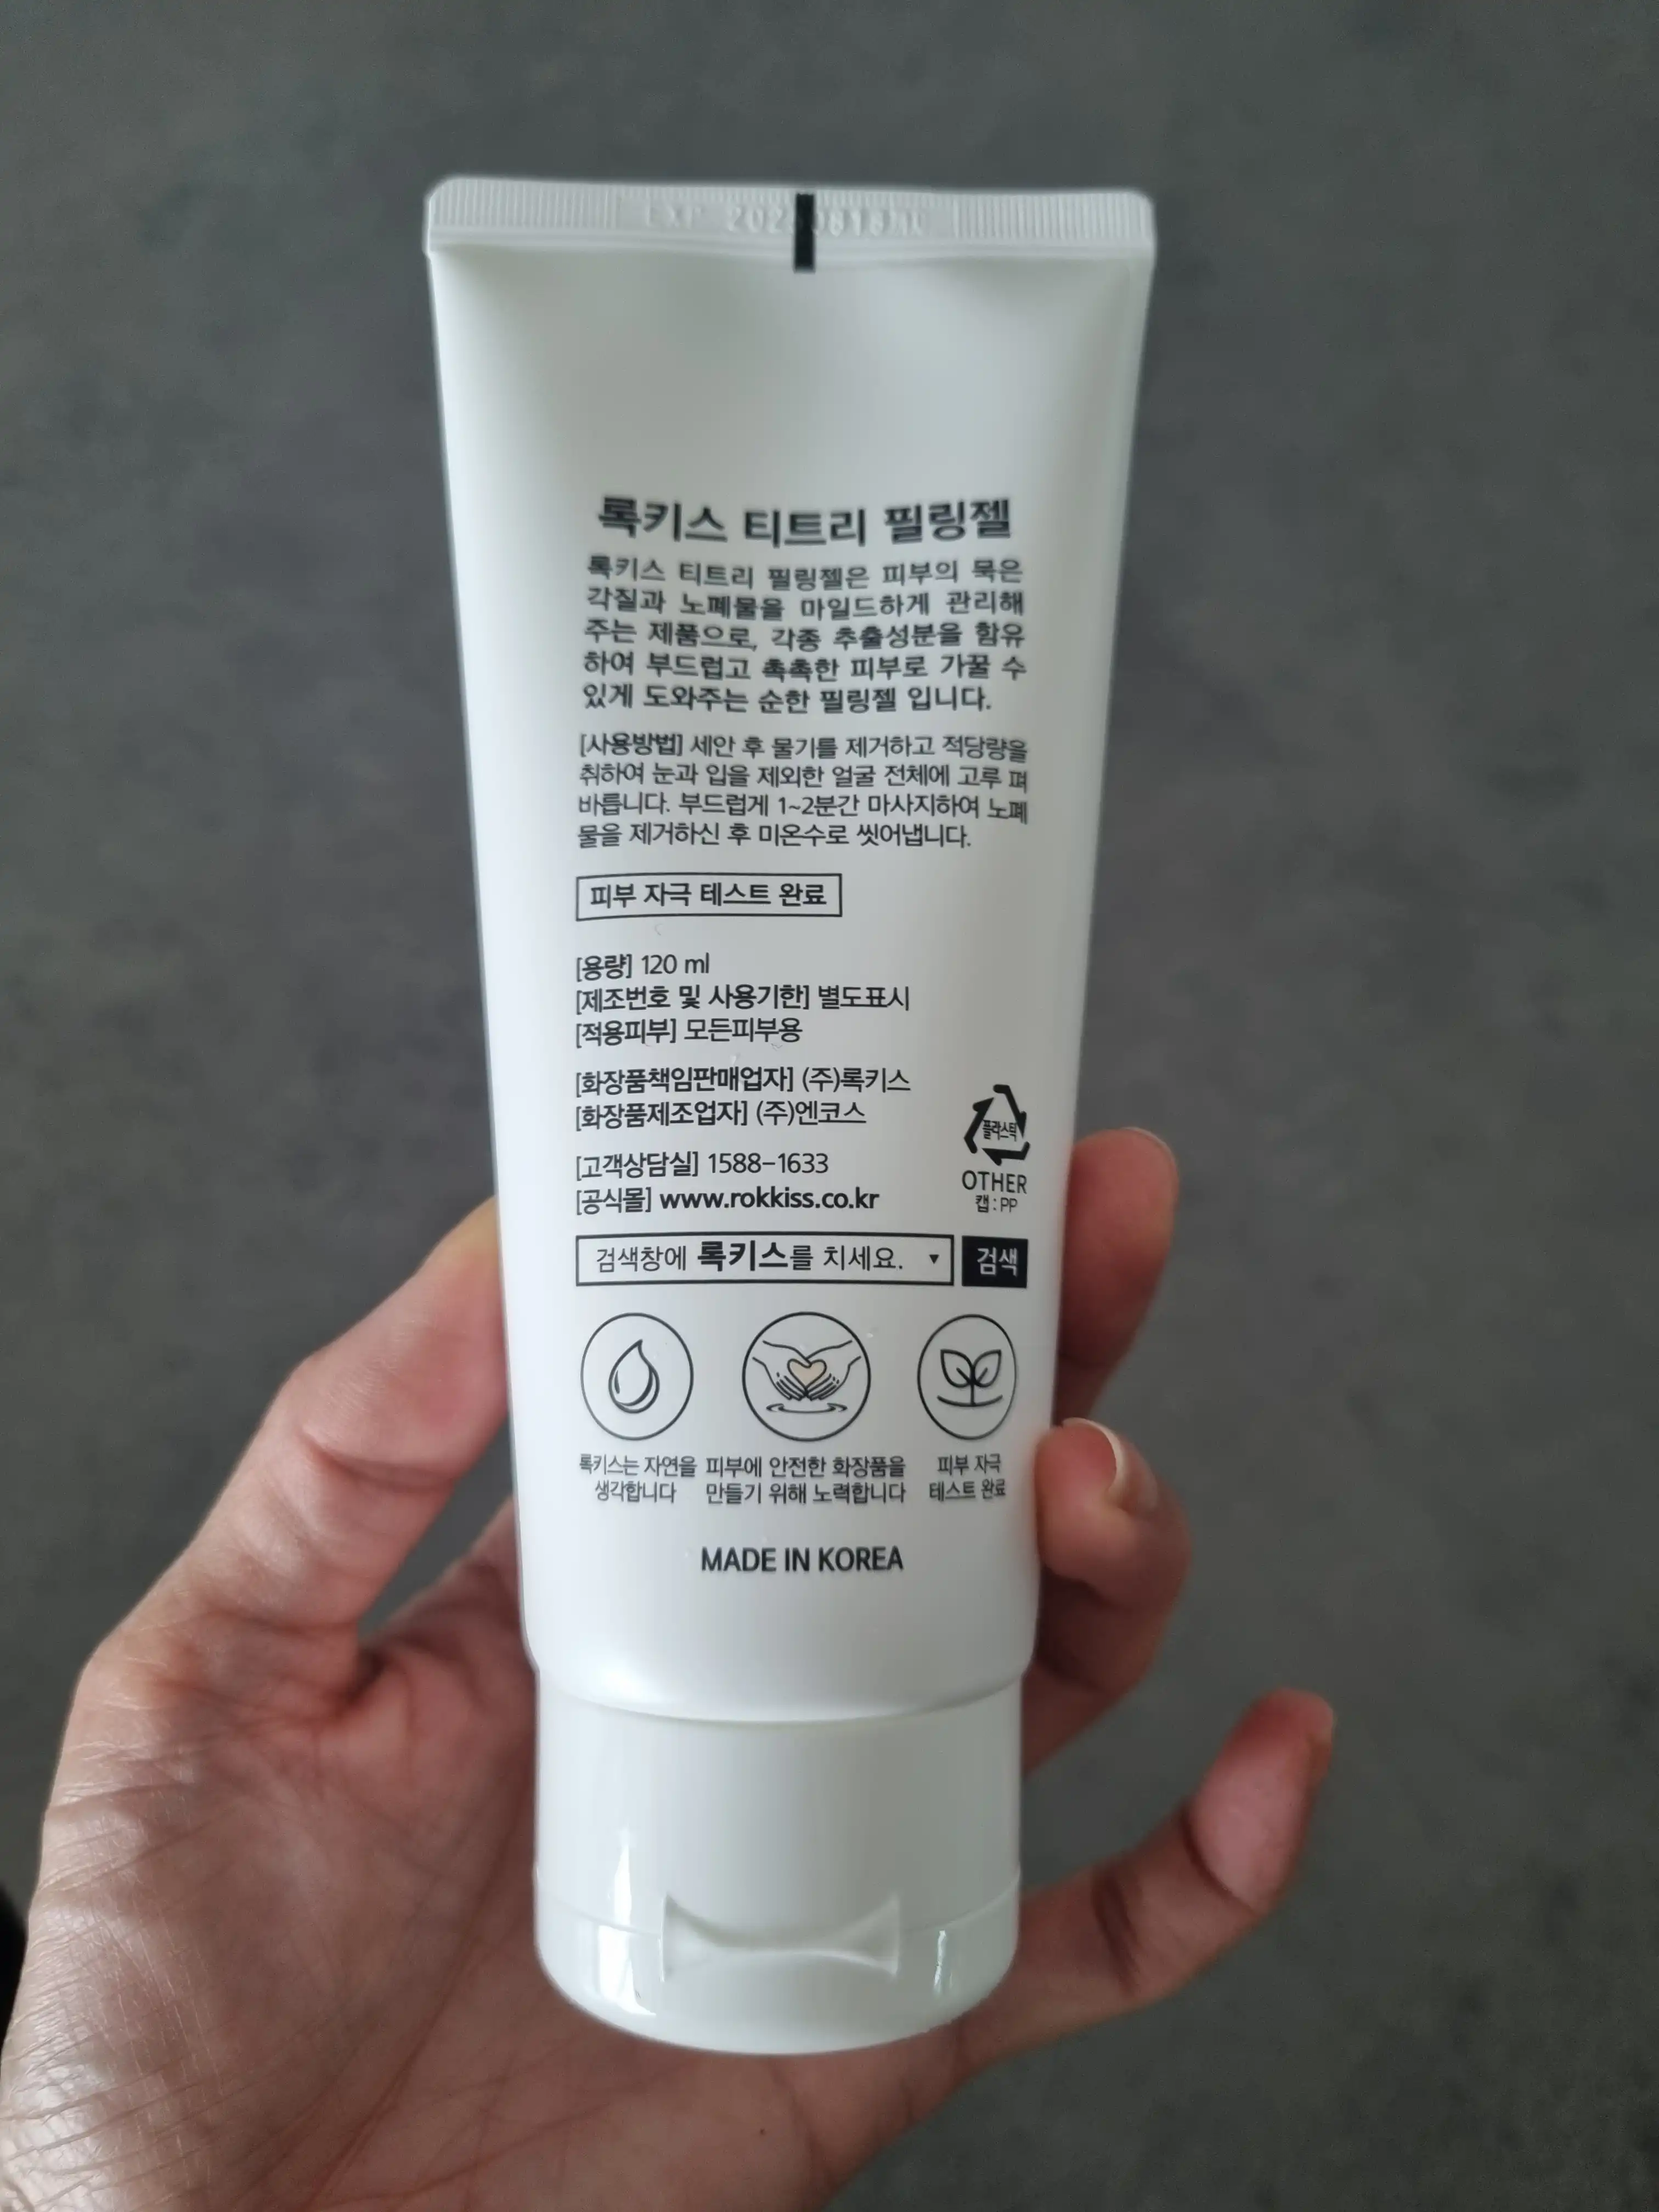 EXP
록키스 티트리 필링젤
록키스 티트리 필링젤은 피부의 묵은
각질과 노폐물을 마일드하게 관리해
주는 제품으로, 각종 추출성분을 함유
하여 부드럽고 촉촉한 피부로 가꿀 수
있게 도와주는 순한 필링젤 입니다.
[사용방법] 세안 후 물기를 제거하고 적당량을
취하여 눈과 입을 제외한 얼굴 전체에 고루 펴
바릅니다. 부드럽게 1~2분간 마사지하여 노폐
물을 제거하신 후 미온수로 씻어냅니다.
피부 자극 테스트 완료
[용량] 120 ml
[제조번호 및 사용기한] 별도표시
[적용피부] 모든피부용
[화장품책임판매업자] (주)록키스
[화장품제조업자] (주)엔코스
[고객상담실] 1588-1633
[공식몰] www.rokkiss.co.kr
플라스틱
OTHER
캡 : PP
검색창에 록키스를 치세요. ▼ 검색
록키스는 자연을
생각합니다
피부에 안전한 화장품을
만들기 위해 노력합니다
피부 자극
테스트 완료
MADE IN KOREA